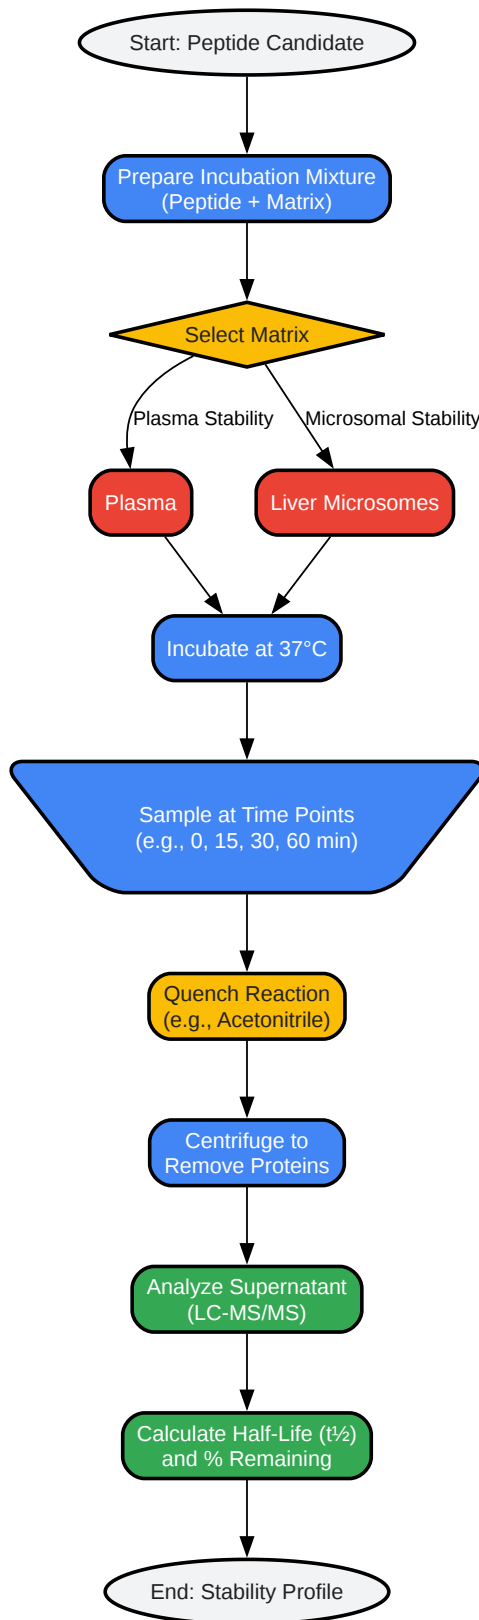 Start: Peptide Candidate
Prepare Incubation Mixture
(Peptide + Matrix)
Select Matrix
Plasma Stability
Microsomal Stability
Plasma
Liver Microsomes
Incubate at 37°C
Sample at Time Points
(e.g., 0, 15, 30, 60 min)
Quench Reaction
(e.g., Acetonitrile)
Centrifuge to
Remove Proteins
Analyze Supernatant
(LC-MS/MS)
Calculate Half-Life (t½)
and % Remaining
End: Stability Profile